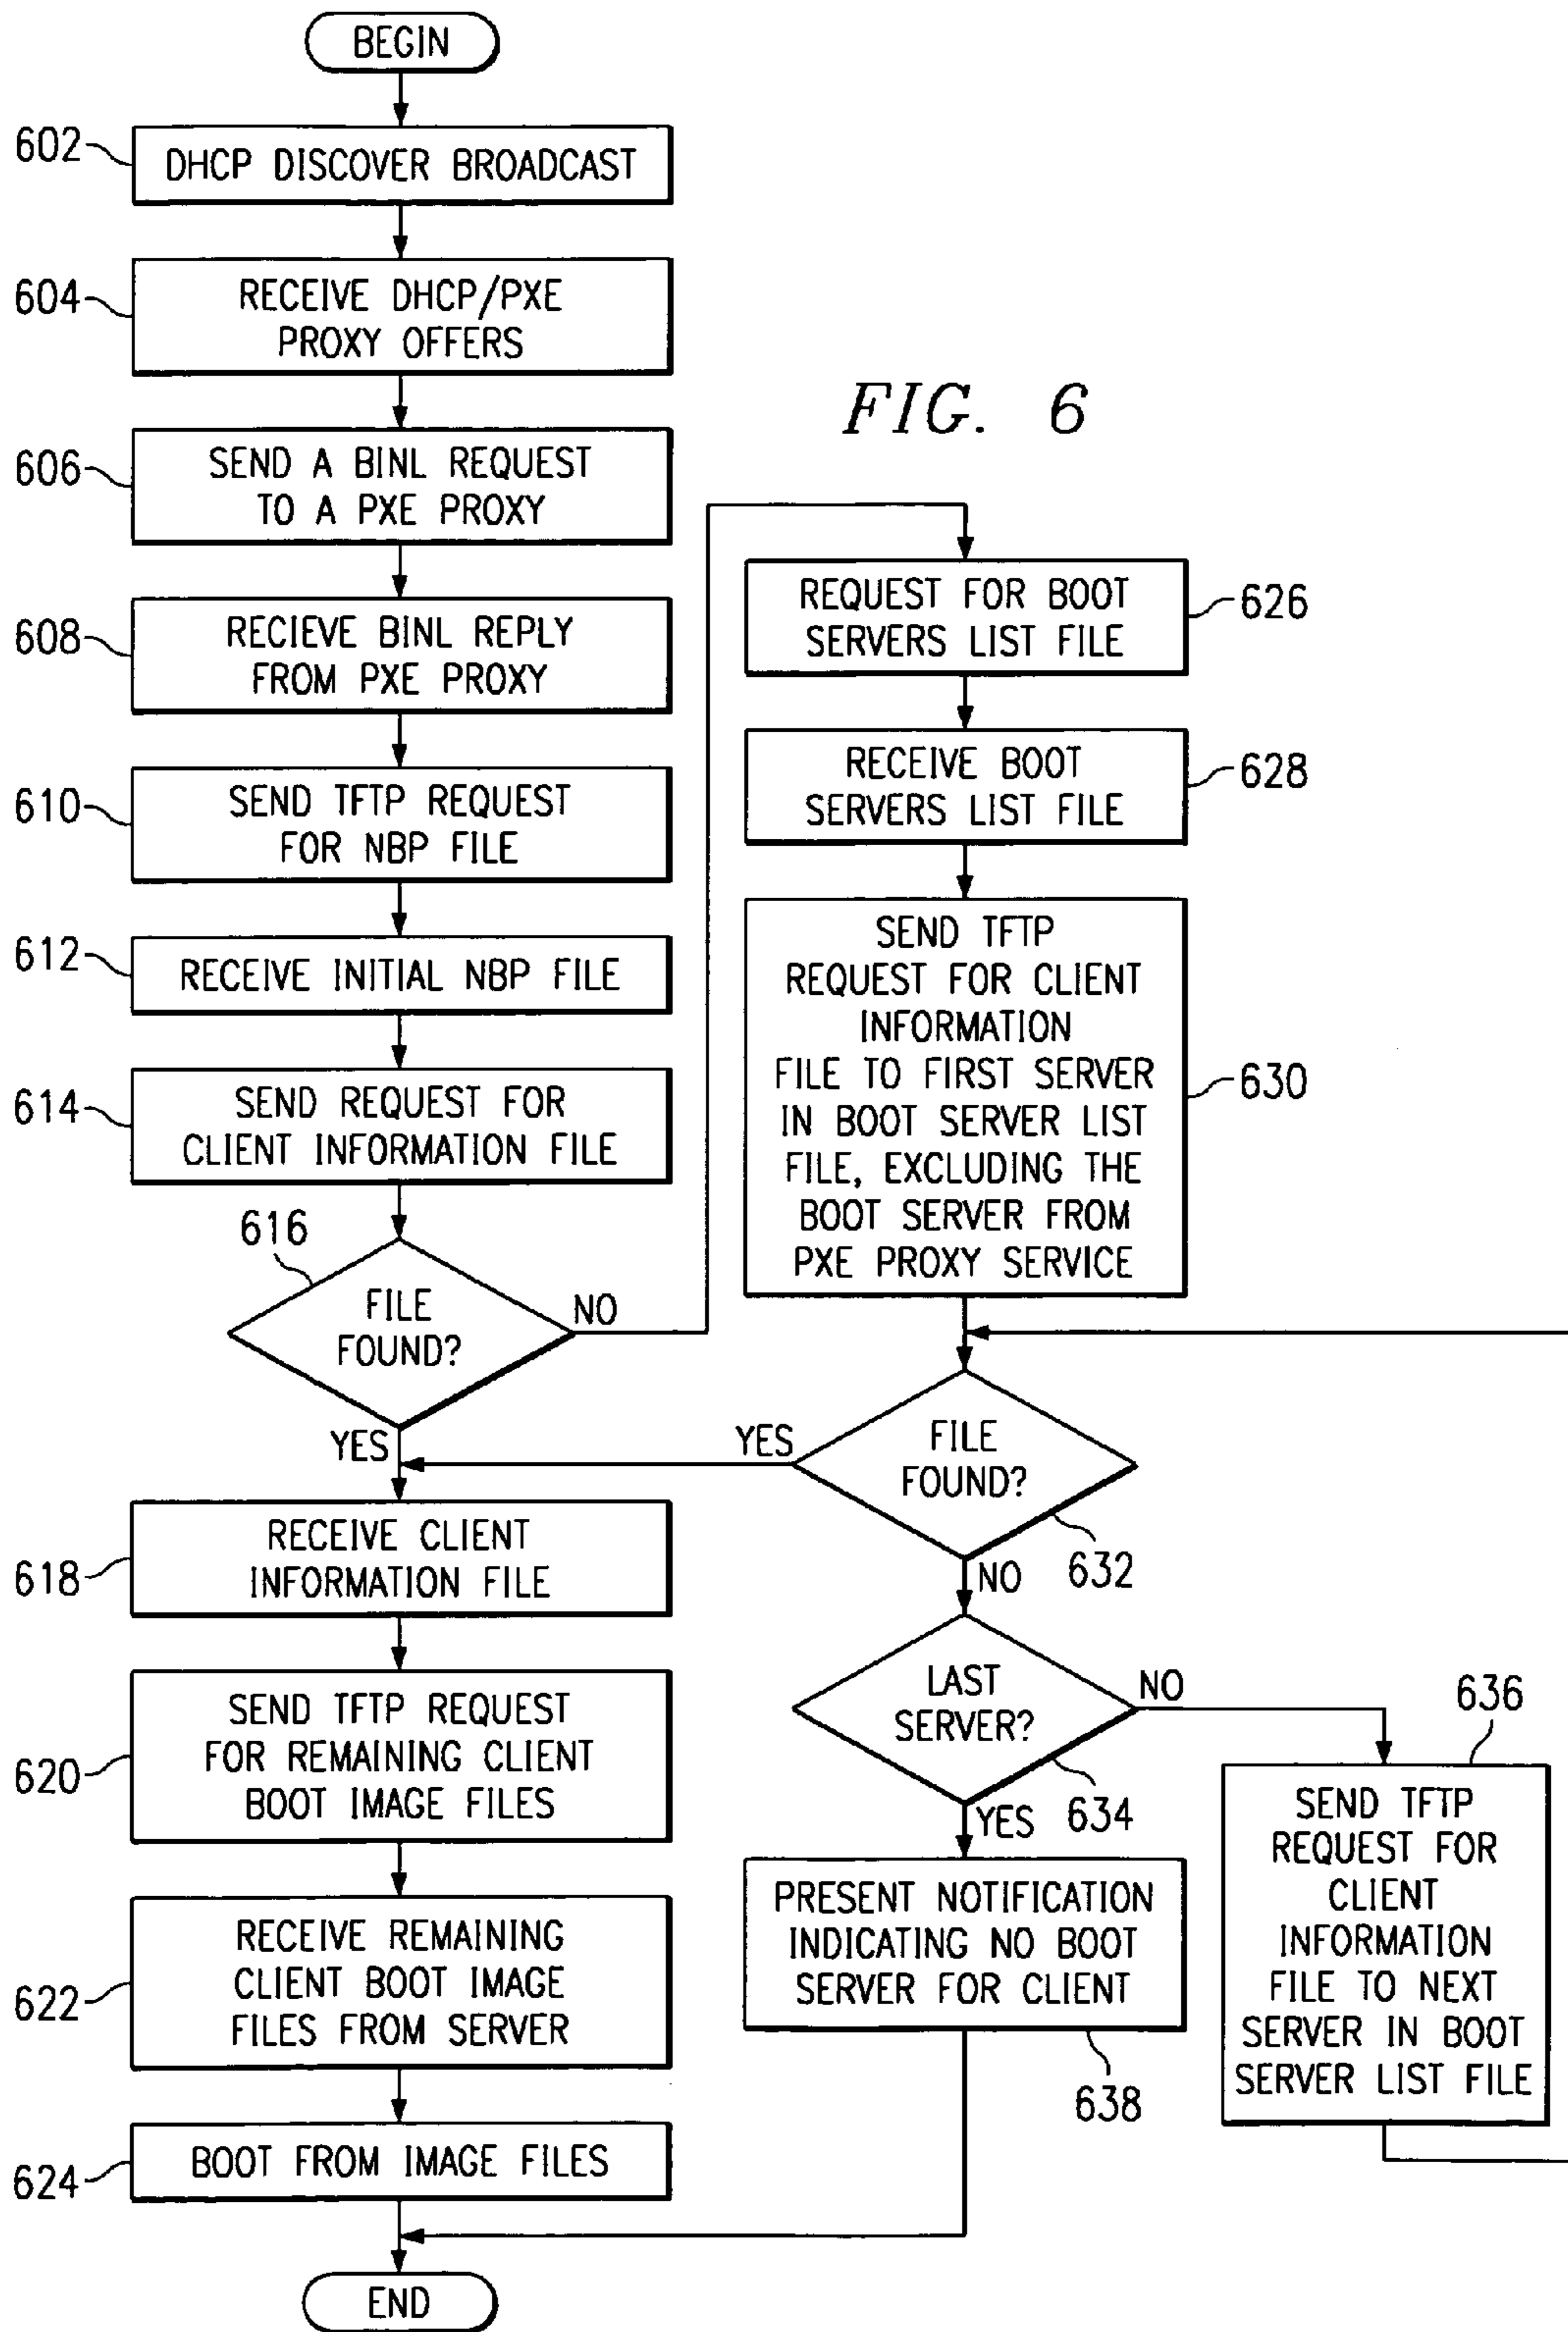 BEGIN
602
DHCP DISCOVER BROADCAST
604
RECEIVE DHCP/PXE
PROXY OFFERS
FIG. 6
606
SEND A BINL REQUEST
TO A PXE PROXY
608
RECIEVE BINL REPLY
FROM PXE PROXY
610
SEND TFTP REQUEST
FOR NBP FILE
612
RECEIVE INITIAL NBP FILE
614
SEND REQUEST FOR
CLIENT INFORMATION FILE
616
FILE
FOUND?
NO
YES
618
RECEIVE CLIENT
INFORMATION FILE
620
SEND TFTP REQUEST
FOR REMAINING CLIENT
BOOT IMAGE FILES
622
RECEIVE REMAINING
CLIENT BOOT IMAGE
FILES FROM SERVER
624
BOOT FROM IMAGE FILES
END
REQUEST FOR BOOT
SERVERS LIST FILE
626
RECEIVE BOOT
SERVERS LIST FILE
628
SEND TFTP
REQUEST FOR CLIENT
INFORMATION
FILE TO FIRST SERVER
IN BOOT SERVER LIST
FILE, EXCLUDING THE
BOOT SERVER FROM
PXE PROXY SERVICE
630
FILE
FOUND?
YES
632
NO
LAST
SERVER?
NO
634
YES
PRESENT NOTIFICATION
INDICATING NO BOOT
SERVER FOR CLIENT
638
636
SEND TFTP
REQUEST FOR
CLIENT
INFORMATION
FILE TO NEXT
SERVER IN BOOT
SERVER LIST FILE